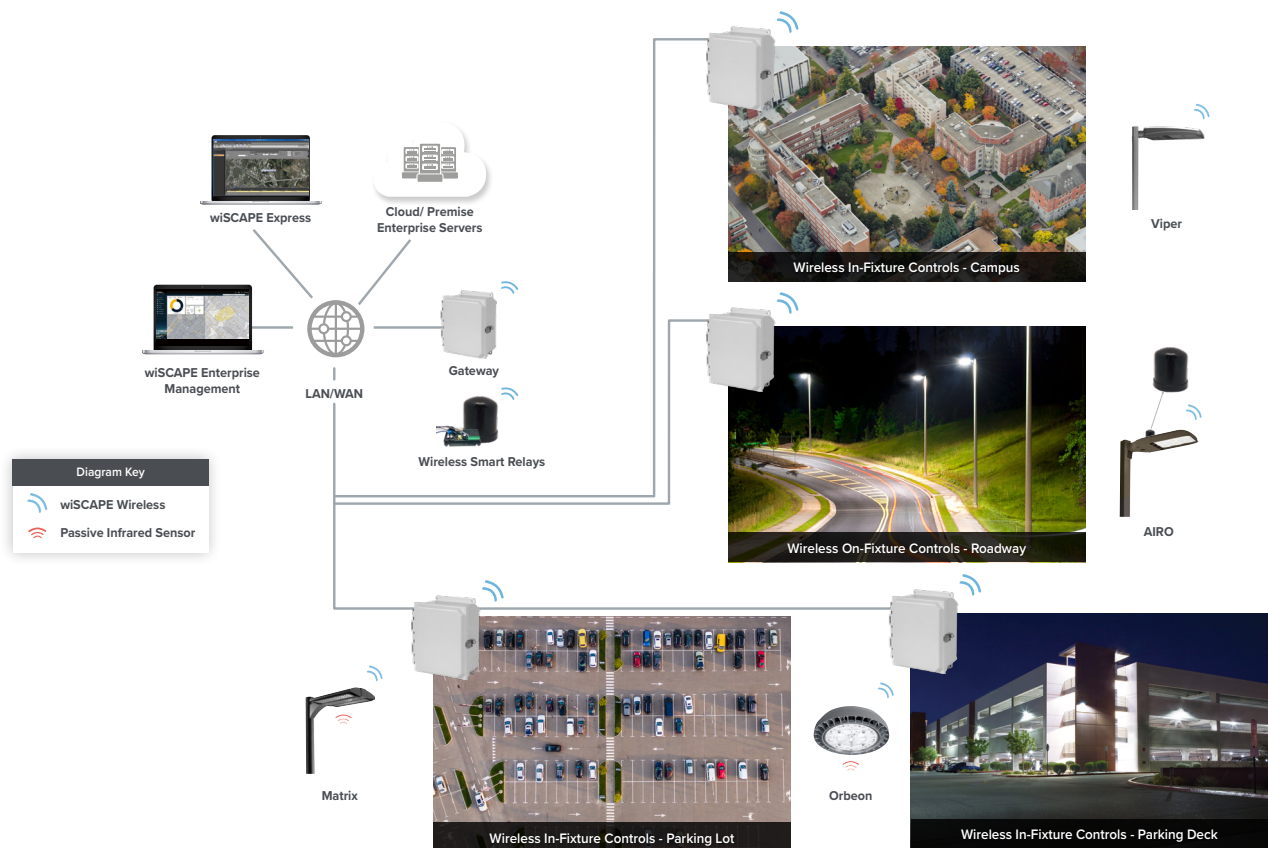 wiSCAPE Express
Cloud/ Premise
Enterprise Servers
wiSCAPE Enterprise
Management
LAN/WAN
Gateway
Wireless Smart Relays
Diagram Key
wiSCAPE Wireless
Passive Infrared Sensor
Wireless In-Fixture Controls - Campus
Viper
Wireless On-Fixture Controls - Roadway
AIRO
Matrix
Wireless In-Fixture Controls - Parking Lot
Orbeon
Wireless In-Fixture Controls - Parking Deck